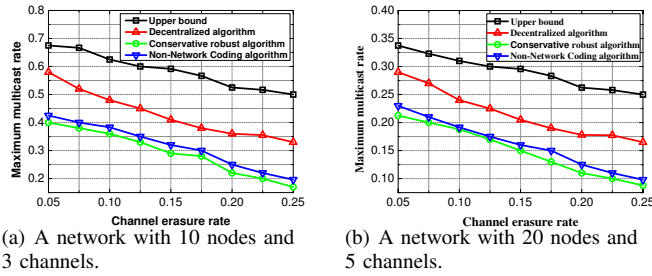 0.8
0.7
0.6
0.5
0.4
0.3
0.2
Maximum multicast rate
Upper bound
Decentralized algorithm
Conservative robust algorithm
Non-Network Coding algorithm
0.05 0.10 0.15 0.20 0.25
Channel erasure rate
(a) A network with 10 nodes and
3 channels.
0.40
0.35
0.30
0.25
0.20
0.15
0.10
Maximum multicast rate
Upper bound
Decentralized algorithm
Conservative robust algorithm
Non-Network Coding algorithm
0.05 0.10 0.15 0.20 0.25
Channel erasure rate
(b) A network with 20 nodes and
5 channels.